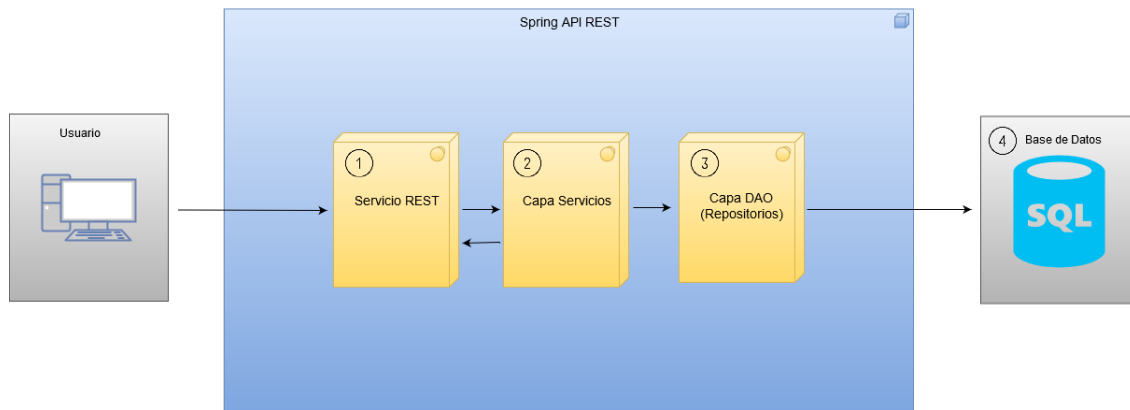 Spring API REST
Usuario
1
Servicio REST
2
Capa Servicios
3
Capa DAO
(Repositorios)
4
Base de Datos
SQL